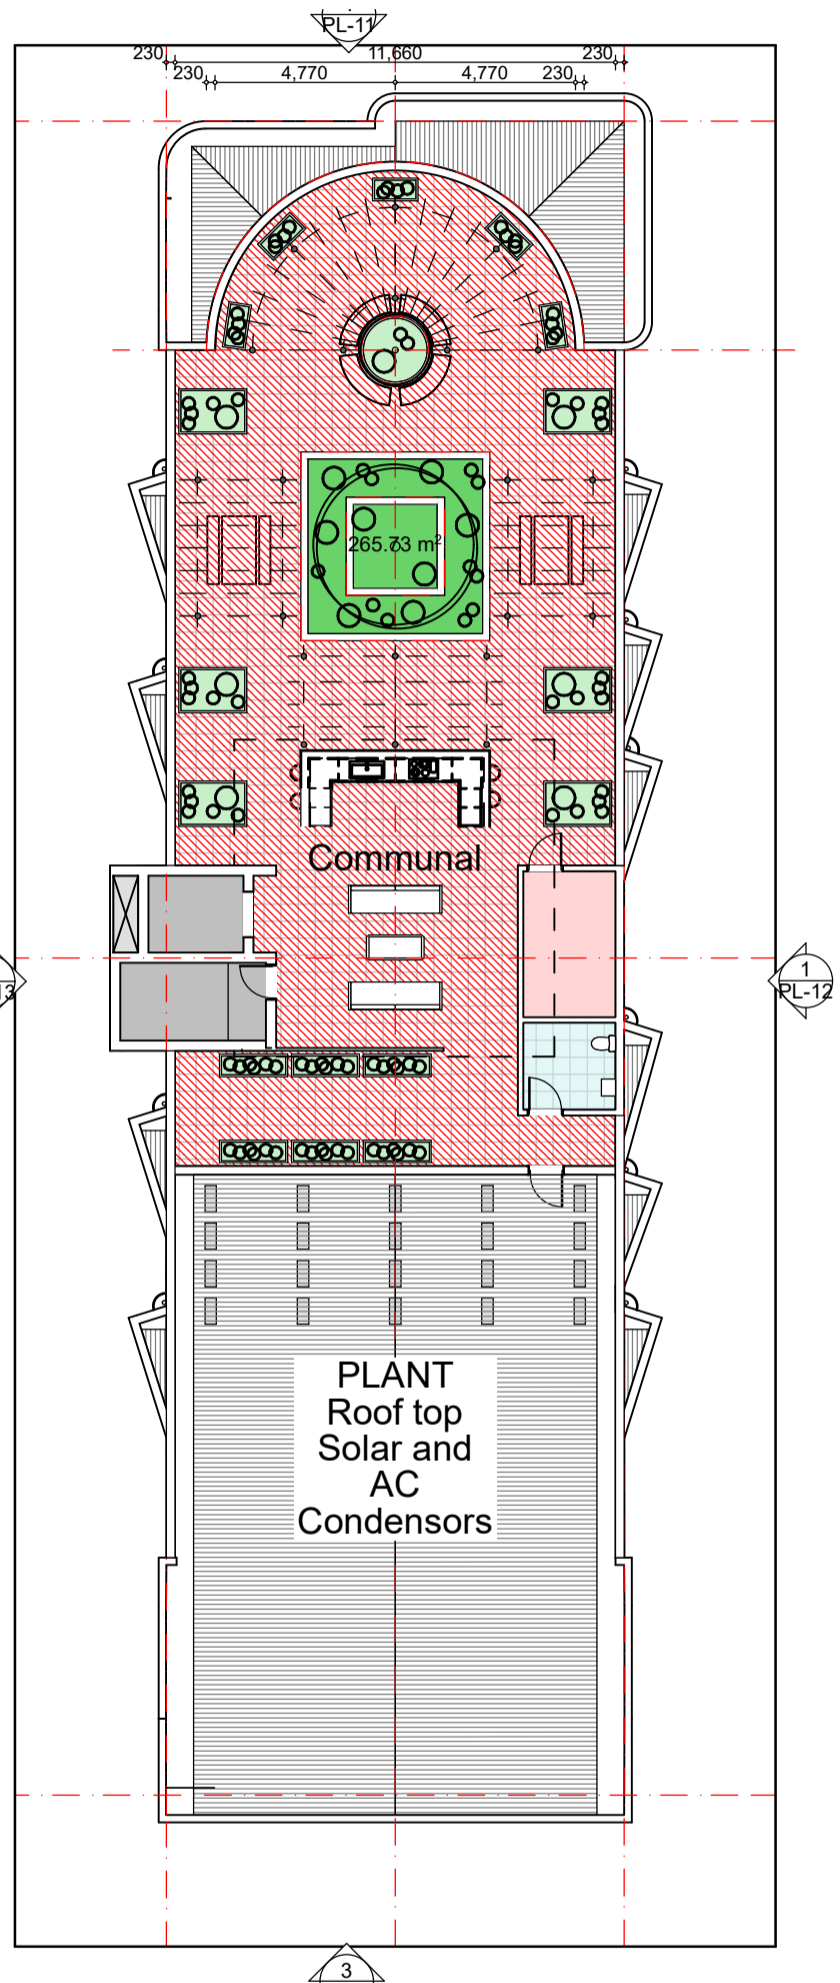 PL-11
230 11,660 230
230 4,770 4,770 230
265.73 m²
Communal
13
1
PL-12
PLANT
Roof top
Solar and
AC
Condensors
3